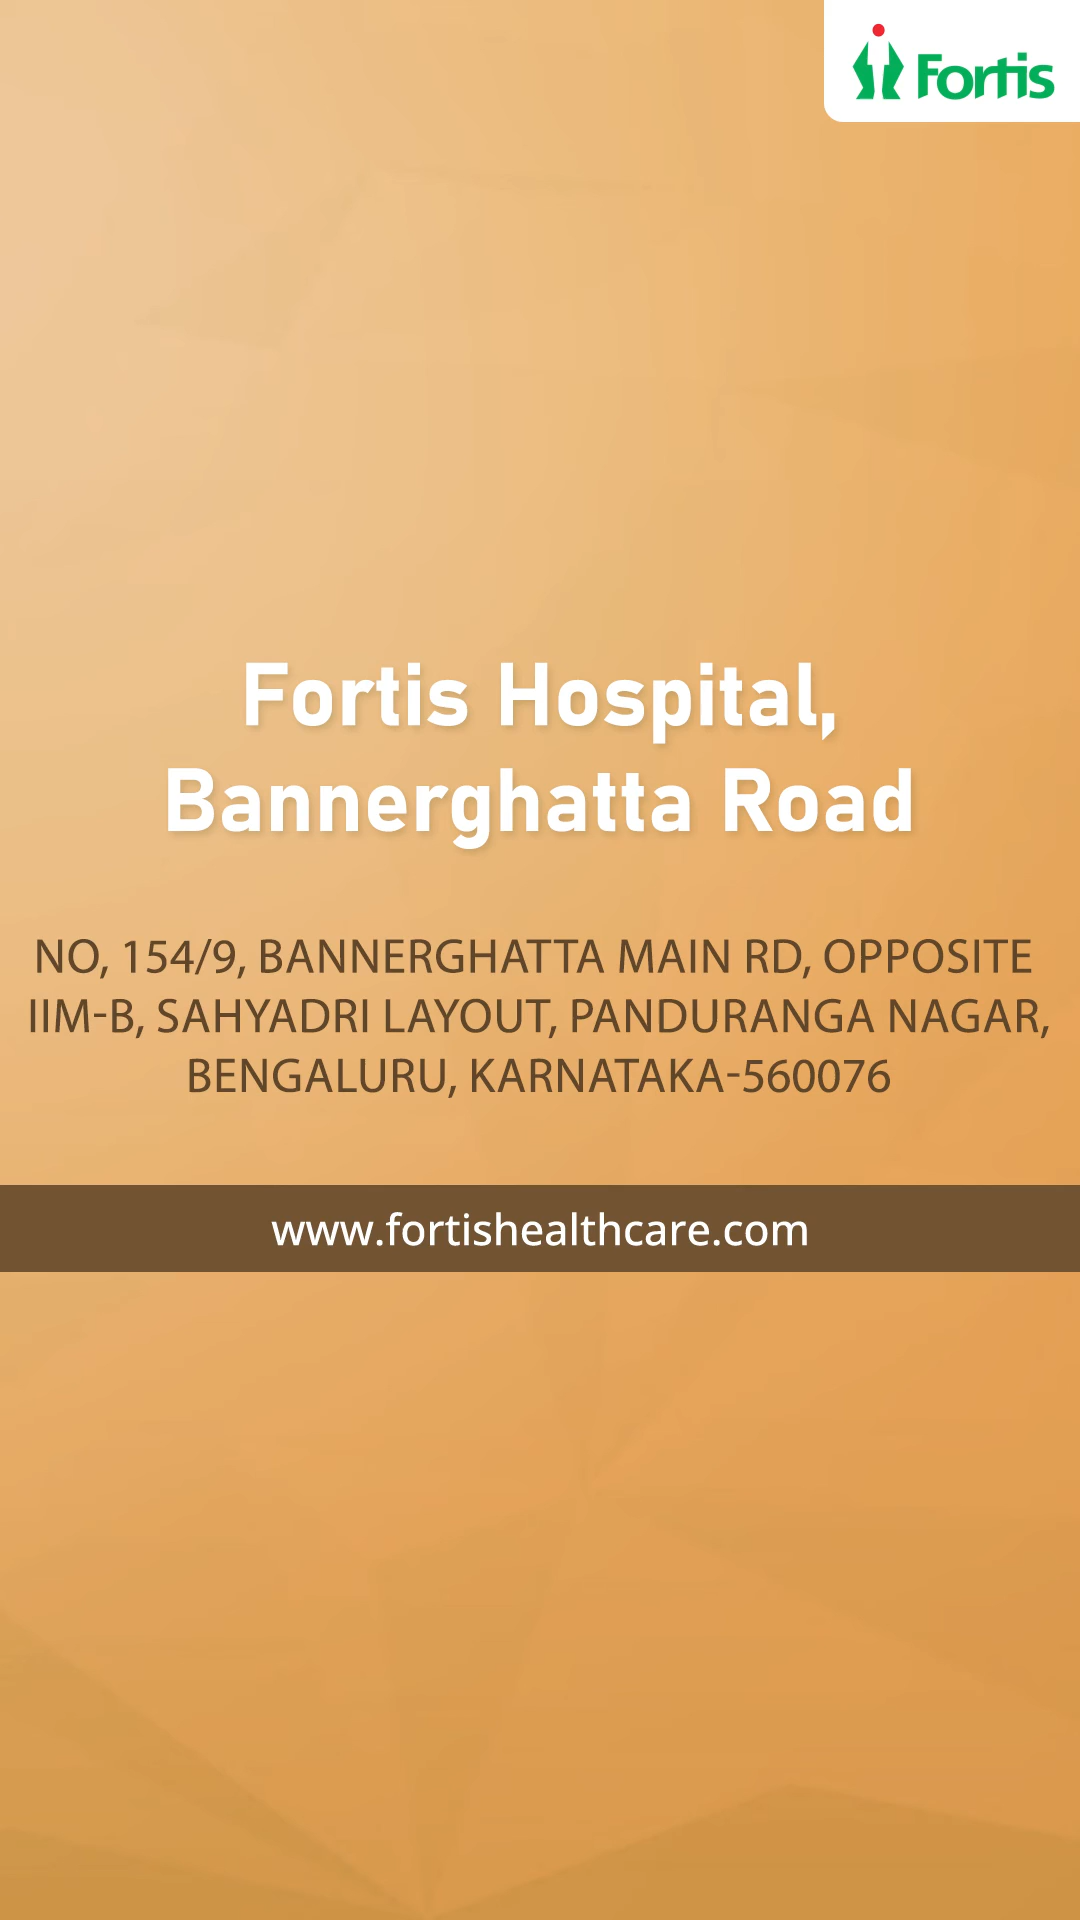 Fortis
Fortis Hospital,
Bannerghatta Road
NO, 154/9, BANNERGHATTA MAIN RD, OPPOSITE
IIM-B, SAHYADRI LAYOUT, PANDURANGA NAGAR,
BENGALURU, KARNATAKA-560076
www.fortishealthcare.com